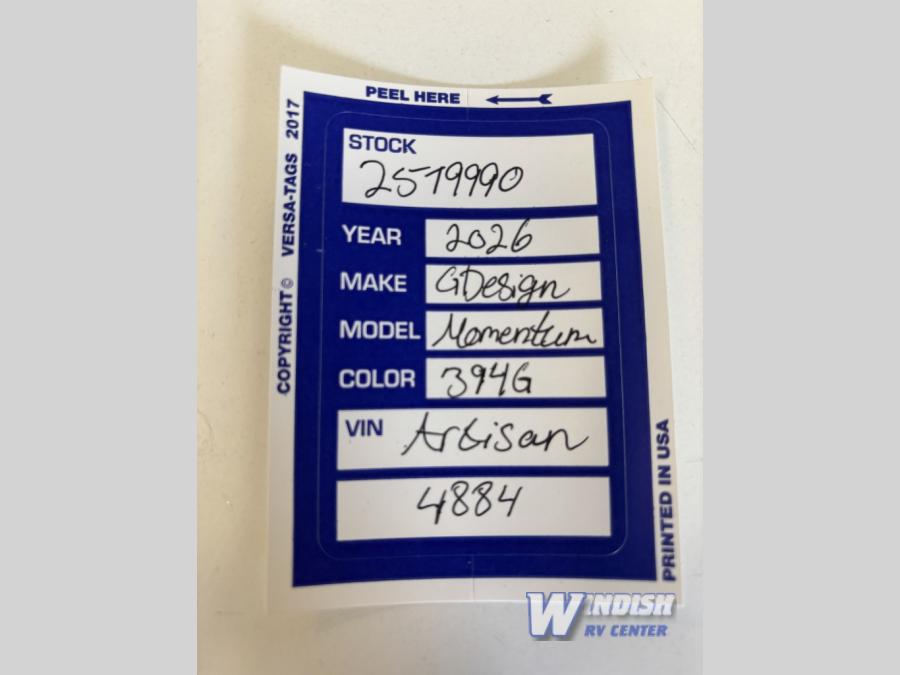 PEEL HERE
COPYRIGHT© VERSA-TAGS 2017
STOCK
25T9990
YEAR 2026
MAKE GDesign
MODEL Momentum
COLOR 394G
VIN Artisan
4884
PRINTED IN USA
WINDISH
RV CENTER